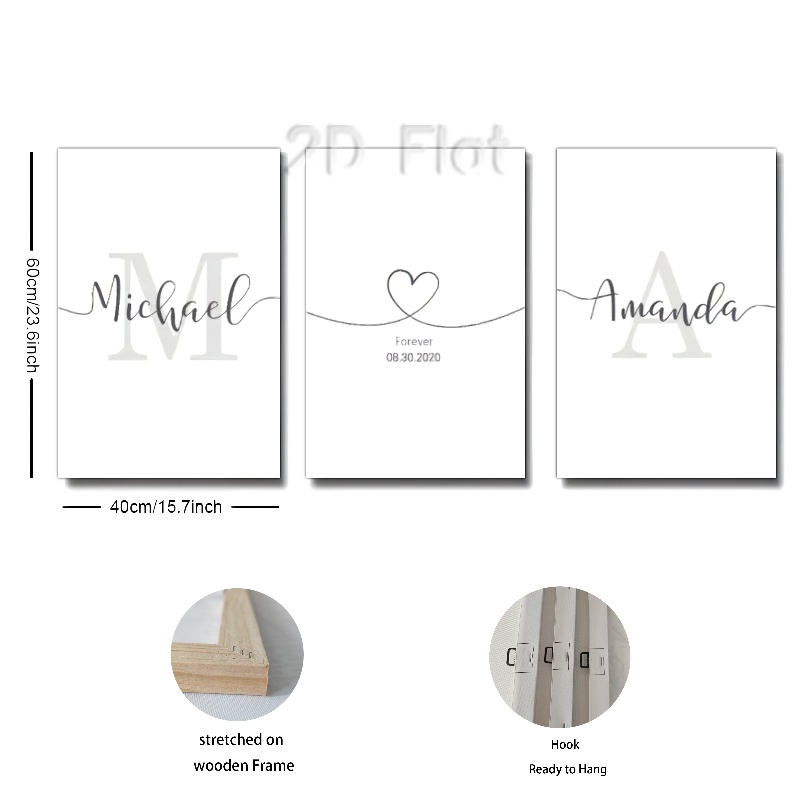 2D Flat
60cm/23.6inch
M
Michael
Forever
08.30.2020
A
Amanda
40cm/15.7inch
stretched on
wooden Frame
Hook
Ready to Hang